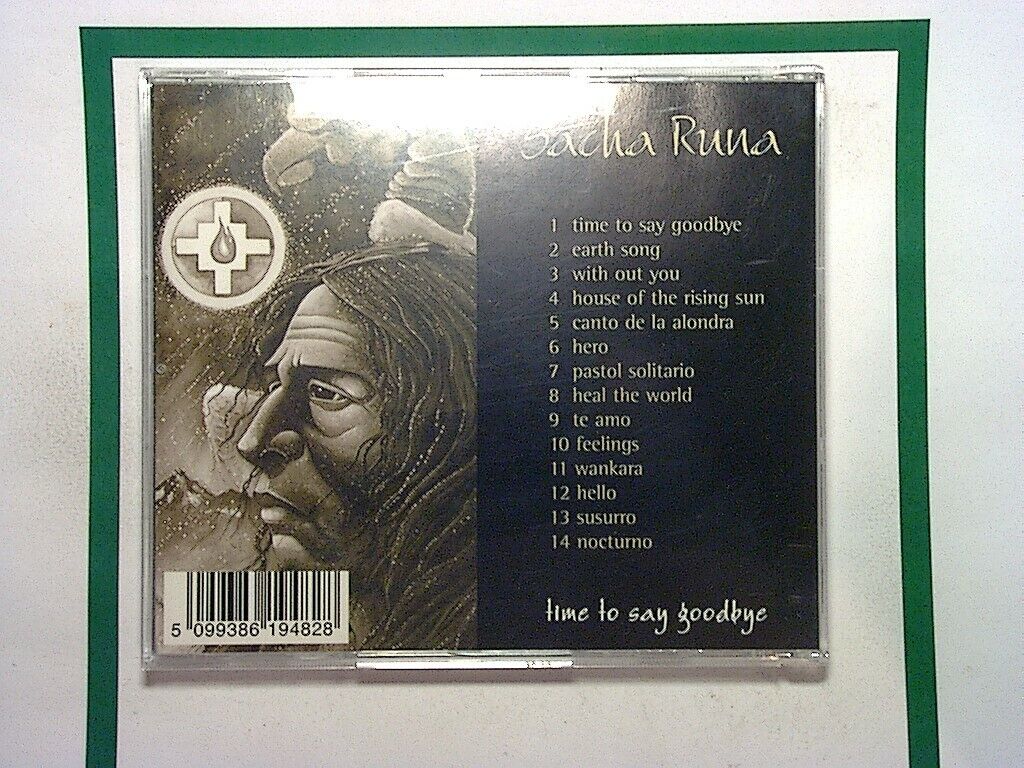 Sacha Runa
1 time to say goodbye
2 earth song
3 with out you
4 house of the rising sun
5 canto de la alondra
6 hero
7 pastol solitario
8 heal the world
9 te amo
10 feelings
11 wankara
12 hello
13 susurro
14 nocturno
time to say goodbye
5 099386 194828